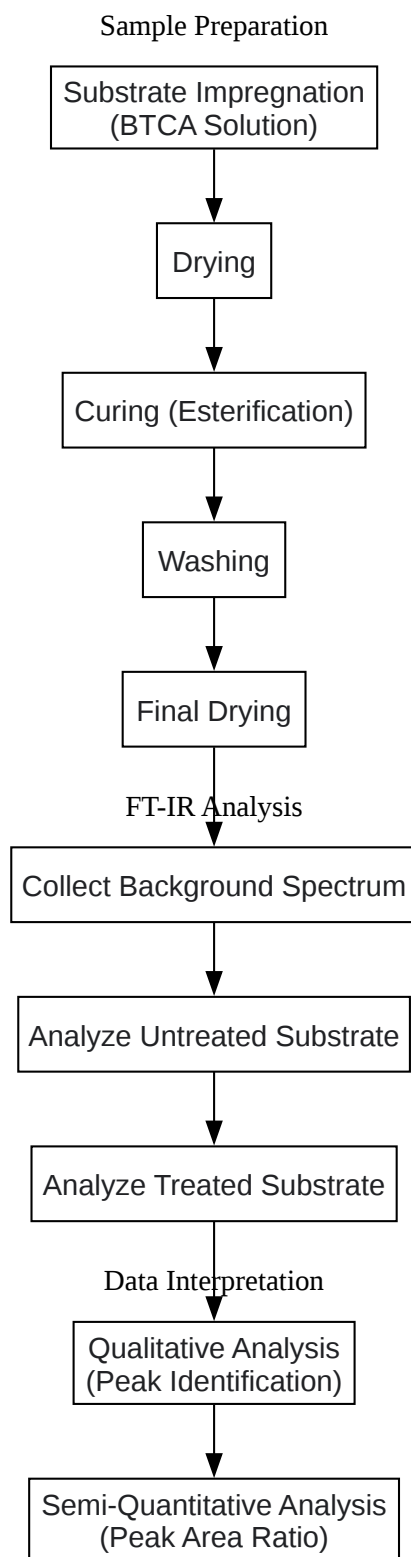 Sample Preparation
Substrate Impregnation
(BTCA Solution)
Drying
Curing (Esterification)
Washing
Final Drying
FT-IR Analysis
Collect Background Spectrum
Analyze Untreated Substrate
Analyze Treated Substrate
Data Interpretation
Qualitative Analysis
(Peak Identification)
Semi-Quantitative Analysis
(Peak Area Ratio)